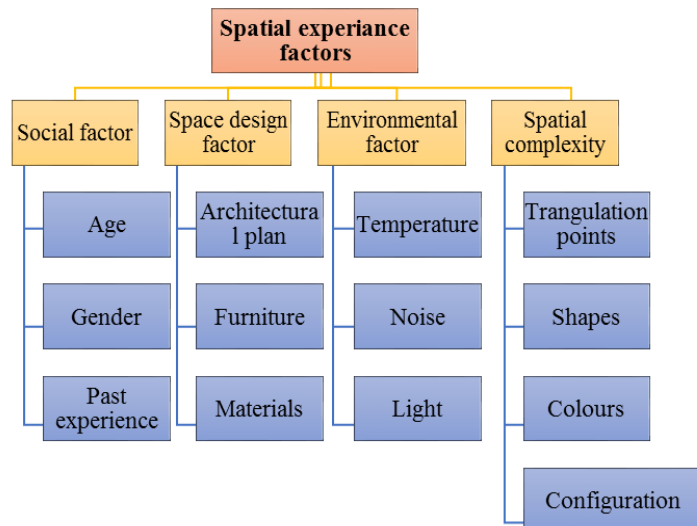 Spatial experiance
factors
Social factor
Space design
factor
Environmental
factor
Spatial
complexity
Age
Architectura
l plan
Temperature
Trangulation
points
Gender
Furniture
Noise
Shapes
Past
experience
Materials
Light
Colours
Configuration